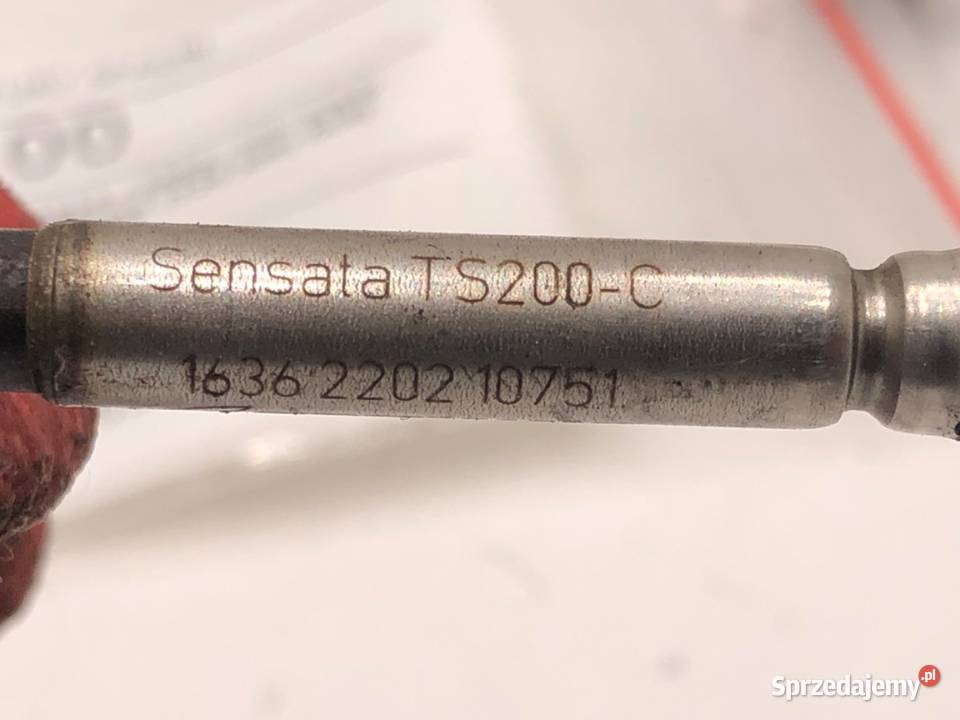 Sensata TS200-C
1636 2202 10751
Sprzedajemy.pl